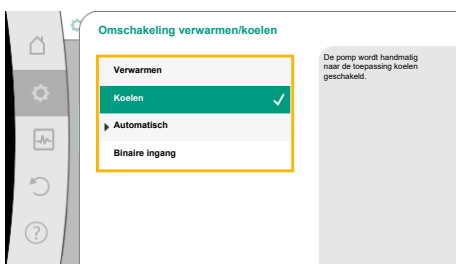 Omschakeling verwarmen/koelen
Verwarmen
Koelen
Automatisch
Binaire ingang
De pomp wordt handmatig
naar de toepassing koelen
geschakeld.